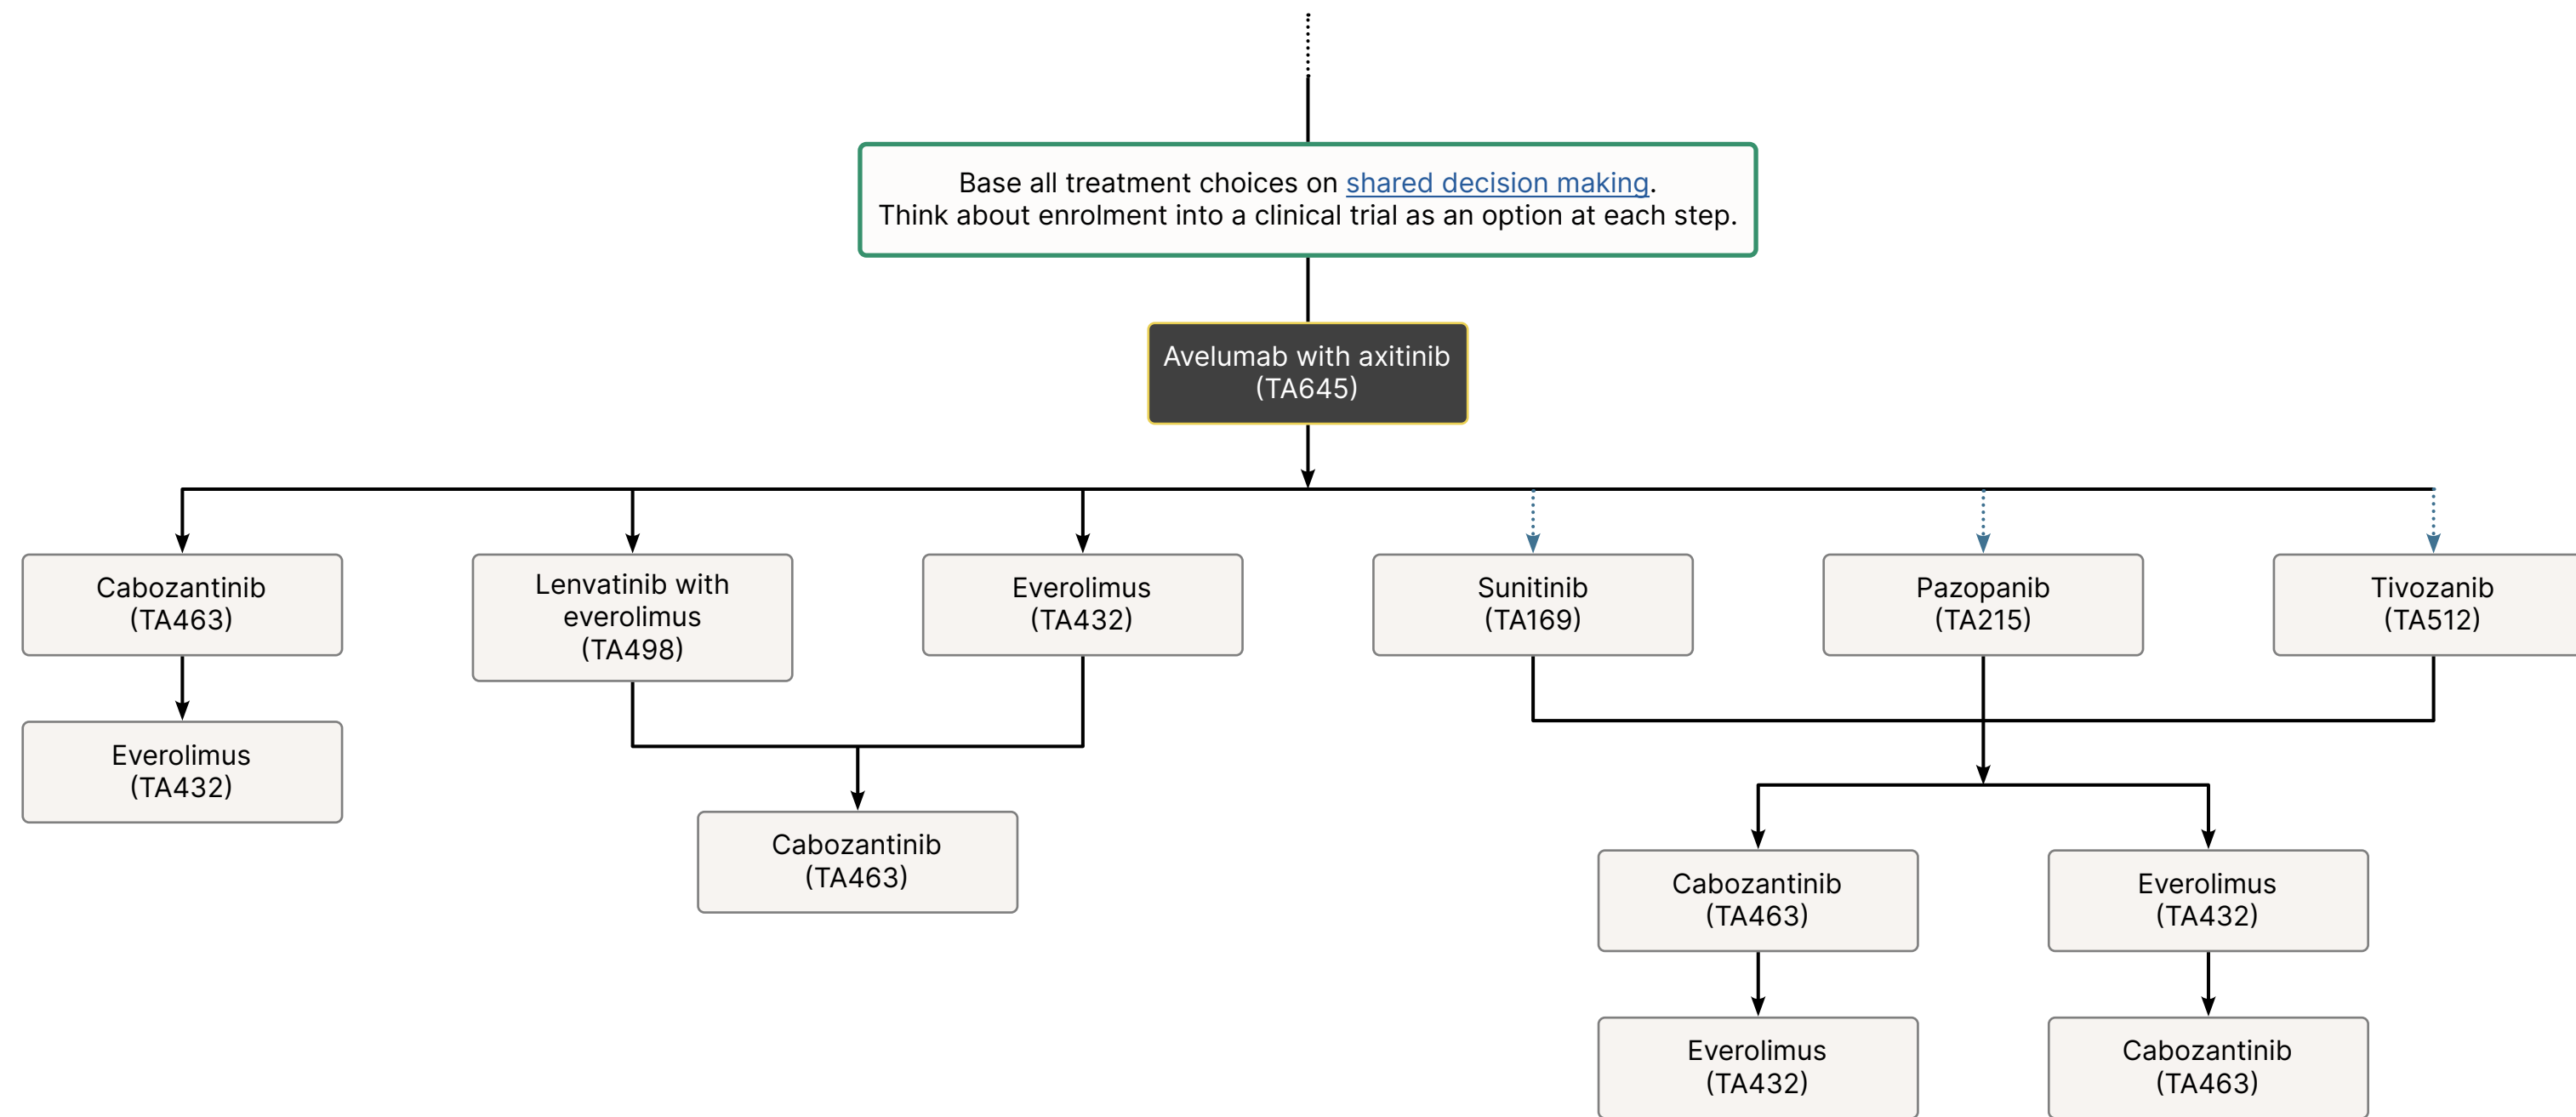 Base all treatment choices on shared decision making.
Think about enrolment into a clinical trial as an option at each step.
Avelumab with axitinib
(TA645)
Cabozantinib
(TA463)
Lenvatinib with
everolimus
(TA498)
Everolimus
(TA432)
Sunitinib
(TA169)
Pazopanib
(TA215)
Tivozanib
(TA512)
Everolimus
(TA432)
Cabozantinib
(TA463)
Cabozantinib
(TA463)
Everolimus
(TA432)
Everolimus
(TA432)
Cabozantinib
(TA463)